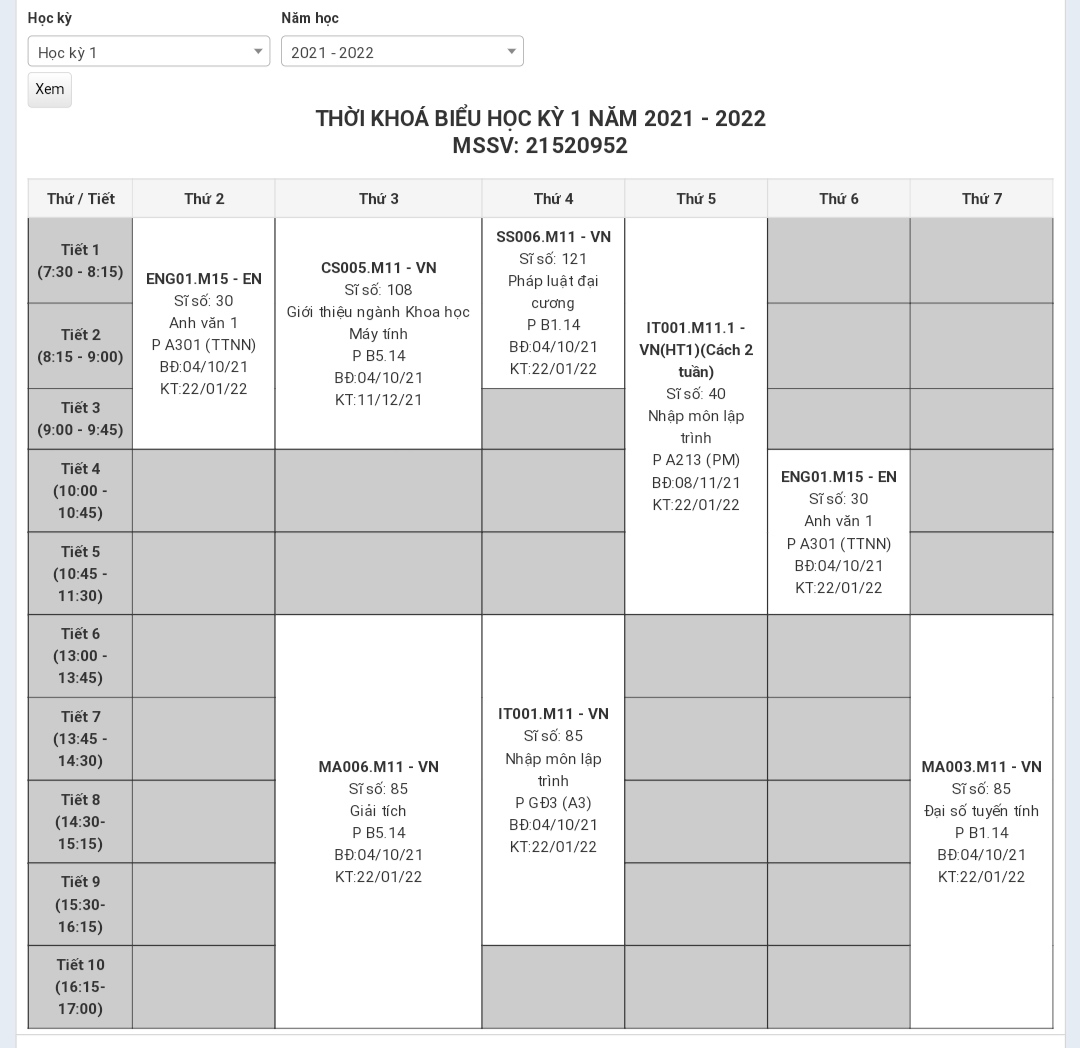 Học kỳ
Năm học
Học kỳ 1
2021 - 2022
Xem
THỜI KHOÁ BIỂU HỌC KỲ 1 NĂM 2021 - 2022
MSSV: 21520952
Thứ / Tiết
Thứ 2
Thứ 3
Thứ 4
Thứ 5
Thứ 6
Thứ 7
Tiết 1
(7:30 - 8:15)
ENG01.M15 - EN
Sĩ số: 30
Anh văn 1
P A301 (TTNN)
BĐ:04/10/21
KT:22/01/22
CS005.M11 - VN
Sĩ số: 108
Giới thiệu ngành Khoa học
Máy tính
P B5.14
BĐ:04/10/21
KT:11/12/21
SS006.M11 - VN
Sĩ số: 121
Pháp luật đại
cương
P B1.14
BĐ:04/10/21
KT:22/01/22
IT001.M11.1 -
VN(HT1)(Cách 2
tuần)
Sĩ số: 40
Nhập môn lập
trình
P A213 (PM)
BĐ:08/11/21
KT:22/01/22
Tiết 2
(8:15 - 9:00)
Tiết 3
(9:00 - 9:45)
Tiết 4
(10:00 -
10:45)
ENG01.M15 - EN
Sĩ số: 30
Anh văn 1
P A301 (TTNN)
BĐ:04/10/21
KT:22/01/22
Tiết 5
(10:45 -
11:30)
Tiết 6
(13:00 -
13:45)
MA006.M11 - VN
Sĩ số: 85
Giải tích
P B5.14
BĐ:04/10/21
KT:22/01/22
IT001.M11 - VN
Sĩ số: 85
Nhập môn lập
trình
P GĐ3 (A3)
BĐ:04/10/21
KT:22/01/22
MA003.M11 - VN
Sĩ số: 85
Đại số tuyến tính
P B1.14
BĐ:04/10/21
KT:22/01/22
Tiết 7
(13:45 -
14:30)
Tiết 8
(14:30-
15:15)
Tiết 9
(15:30-
16:15)
Tiết 10
(16:15-
17:00)